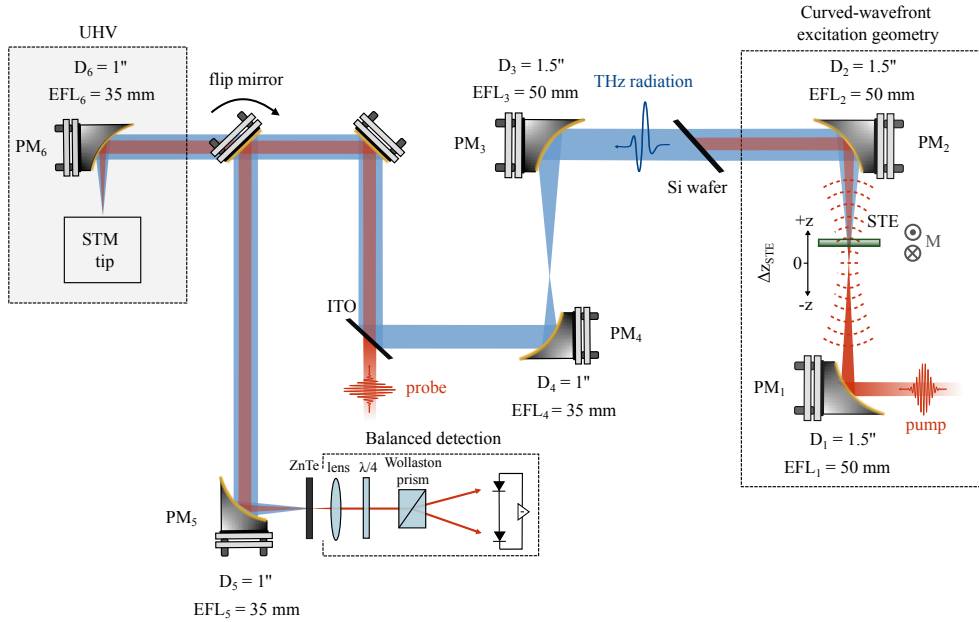 UHV
D₆ = 1"
EFL₆ = 35 mm
PM₆
STM
tip
flip mirror
D₃ = 1.5"
EFL₃ = 50 mm
PM₃
THz radiation
Si wafer
Curved-wavefront
excitation geometry
D₂ = 1.5"
EFL₂ = 50 mm
PM₂
STE
M
+z
0
-z
Δz_STE
ITO
probe
PM₄
D₄ = 1"
EFL₄ = 35 mm
PM₁
pump
D₁ = 1.5"
EFL₁ = 50 mm
Balanced detection
ZnTe
lens
λ/4
Wollaston
prism
PM₅
D₅ = 1"
EFL₅ = 35 mm